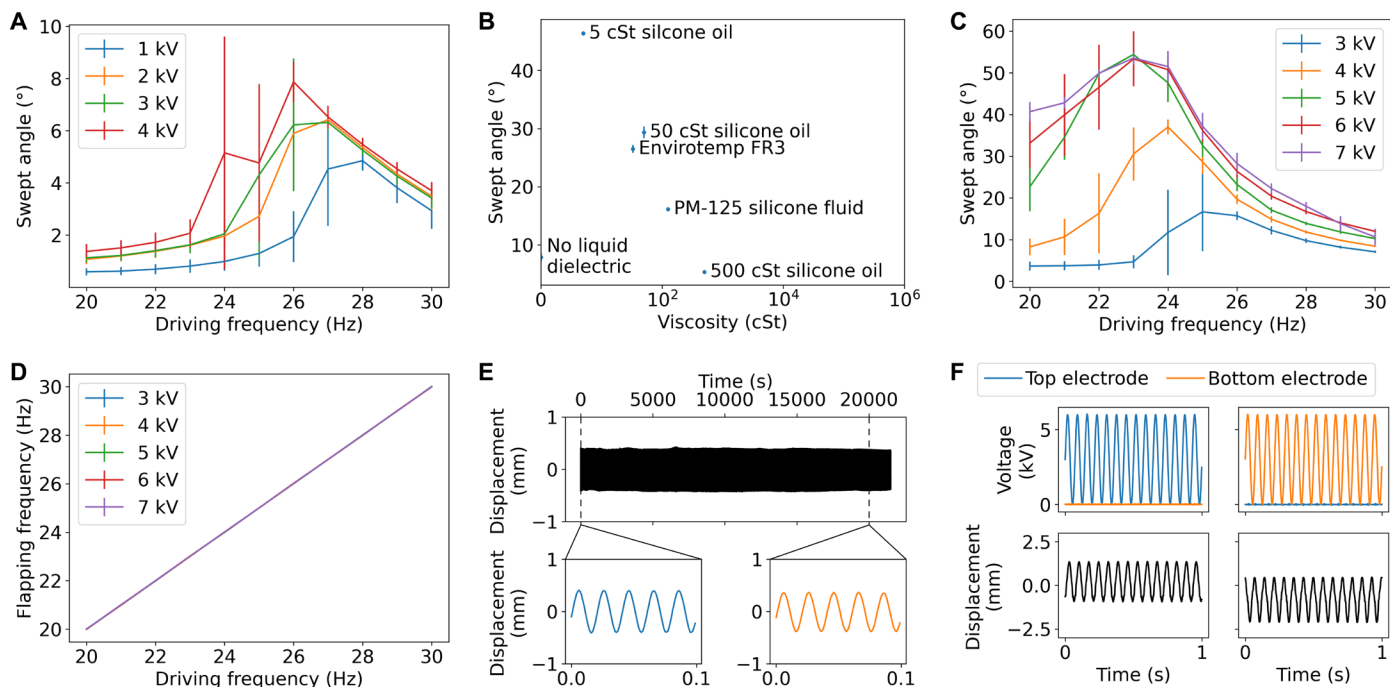 A
10
8
6
4
2
Swept angle (°)
1 kV
2 kV
3 kV
4 kV
20 22 24 26 28 30
Driving frequency (Hz)
B
40
30
20
10
Swept angle (°)
5 cSt silcone oil
50 cSt silicone oil
Envirotemp FR3
PM-125 silicone fluid
No liquid
dielectric
500 cSt silicone oil
0 10² 10⁴ 10⁶
Viscosity (cSt)
C
60
50
40
30
20
10
0
Swept angle (°)
3 kV
4 kV
5 kV
6 kV
7 kV
20 22 24 26 28 30
Driving frequency (Hz)
D
30
28
26
24
22
20
Flapping frequency (Hz)
3 kV
4 kV
5 kV
6 kV
7 kV
20 22 24 26 28 30
Driving frequency (Hz)
E
Time (s)
0 5000 10000 15000 20000
Displacement
(mm)
1
0
−1
Displacement
(mm)
1
0
−1
0.0 0.1
1
0
−1
0.0 0.1
F
Top electrode Bottom electrode
Voltage
(kV)
5
0
Displacement
(mm)
2.5
0.0
−2.5
0 1
Time (s)
0 1
Time (s)